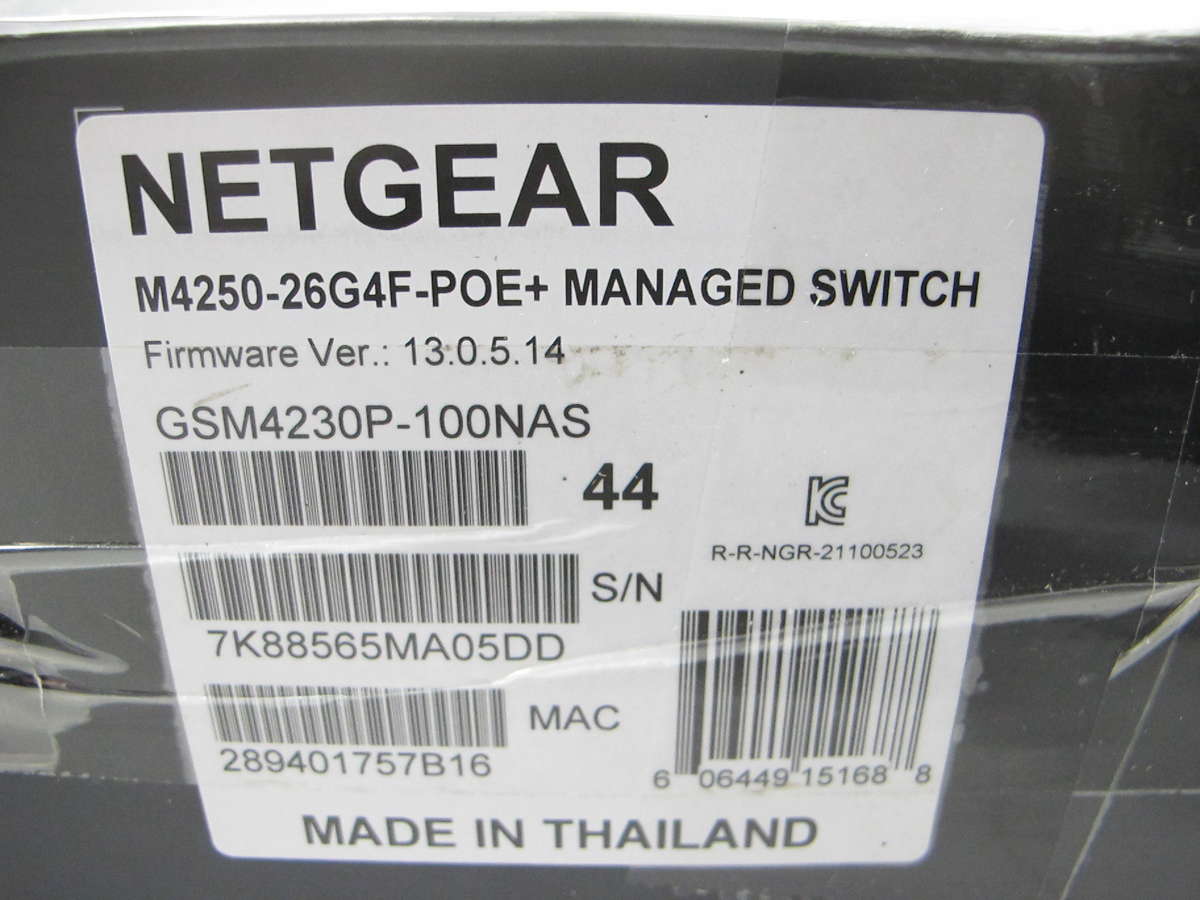 NETGEAR
M4250-26G4F-POE+ MANAGED SWITCH
Firmware Ver.: 13.0.5.14
GSM4230P-100NAS
44
R-R-NGR-21100523
S/N
7K88565MA05DD
MAC
289401757B16
6 06449 15168 8
MADE IN THAILAND